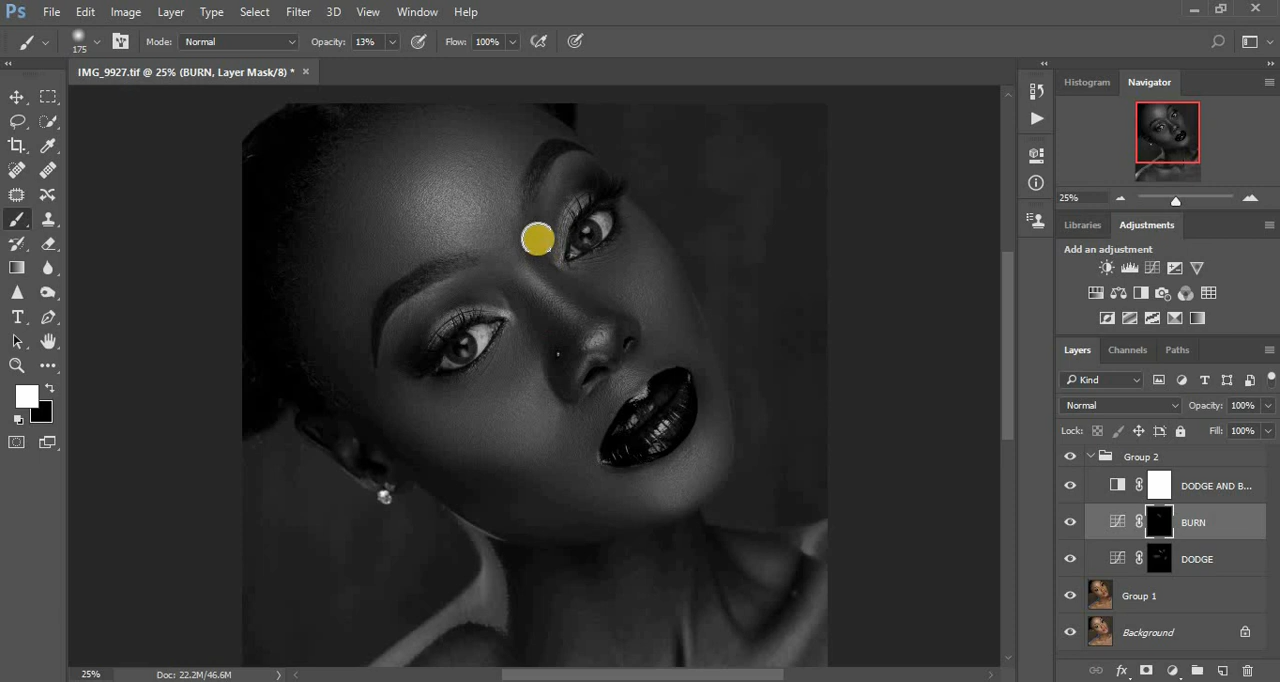 Ps File Edit Image Layer Type Select Filter 3D View Window Help
175 Mode: Normal Opacity: 13% Flow: 100%
IMG_9927.tif @ 25% (BURN, Layer Mask/8) * ×
Histogram Navigator
25%
Libraries Adjustments
Add an adjustment
Layers Channels Paths
Kind
Normal Opacity: 100%
Lock: Fill: 100%
Group 2
DODGE AND B...
BURN
DODGE
Group 1
Background
25% Doc: 22.2M/46.6M